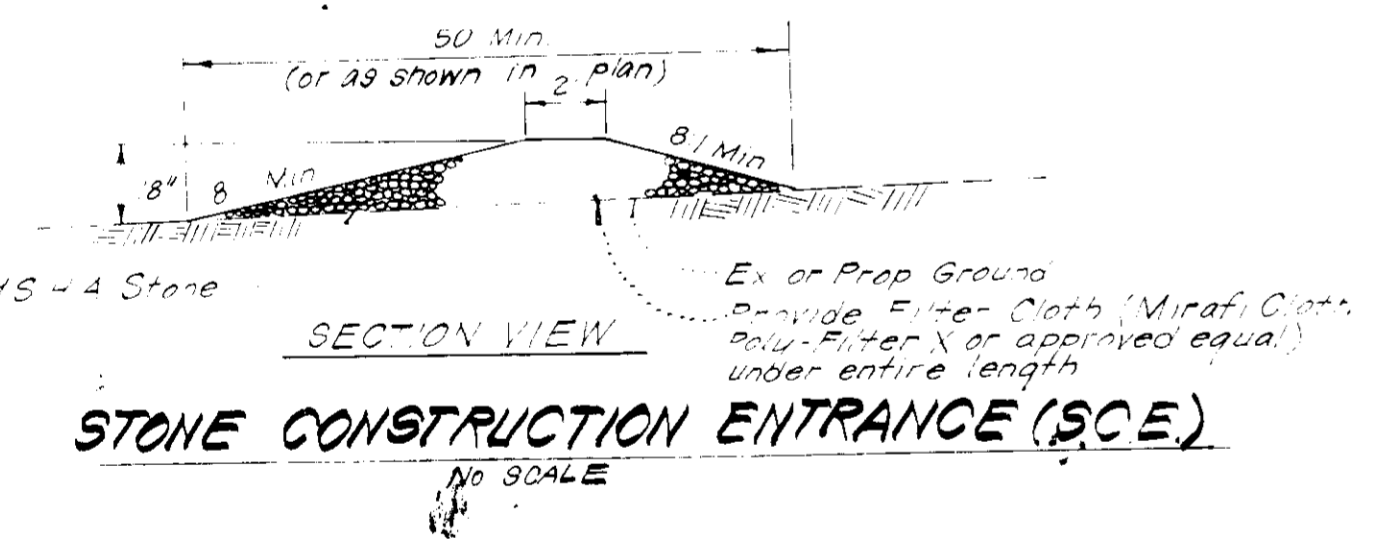 50 Min.
(or as shown in plan)
2
8:1 Min
8"
8 Min
Stone
Ex or Prop Ground
Provide Filter Cloth (Mirafi Cloth,
Poly-Filter X or approved equal)
under entire length
SECTION VIEW
STONE CONSTRUCTION ENTRANCE (S.C.E.)
NO SCALE